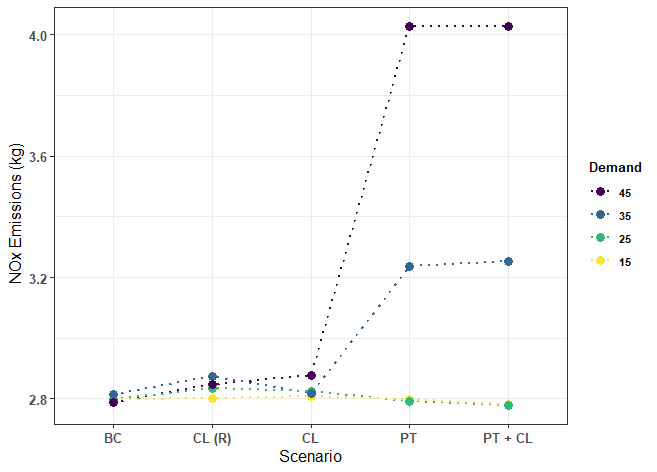 4.0
3.6
3.2
2.8
NOx Emissions (kg)
BC CL (R) CL PT PT + CL
Scenario
Demand
45
35
25
15